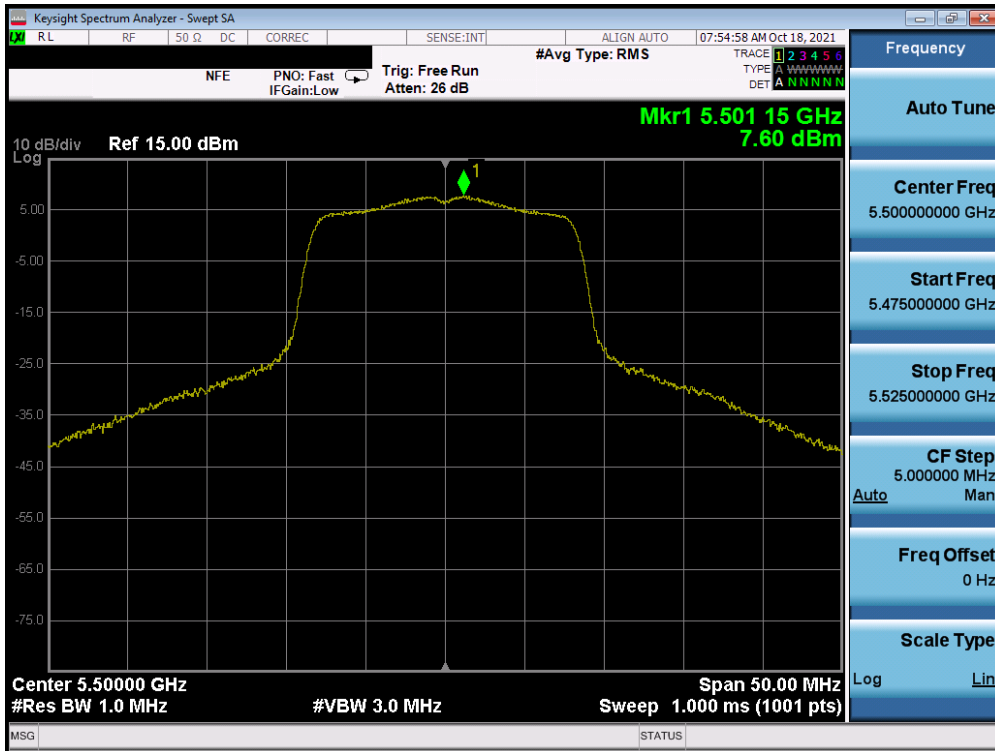 Keysight Spectrum Analyzer - Swept SA
LXI RL RF 50 Ω DC CORREC SENSE:INT ALIGN AUTO 07:54:58 AM Oct 18, 2021
NFE PNO: Fast Trig: Free Run #Avg Type: RMS TRACE 1 2 3 4 5 6
IFGain:Low Atten: 26 dB TYPE A WWWWW
DET A N N N N N
Mkr1 5.501 15 GHz
7.60 dBm
10 dB/div Ref 15.00 dBm
Log
1
5.00
-5.00
-15.0
-25.0
-35.0
-45.0
-55.0
-65.0
-75.0
Center 5.50000 GHz Span 50.00 MHz
#Res BW 1.0 MHz #VBW 3.0 MHz Sweep 1.000 ms (1001 pts)
MSG STATUS
Frequency
Auto Tune
Center Freq
5.500000000 GHz
Start Freq
5.475000000 GHz
Stop Freq
5.525000000 GHz
CF Step
5.000000 MHz
Auto Man
Freq Offset
0 Hz
Scale Type
Log Lin